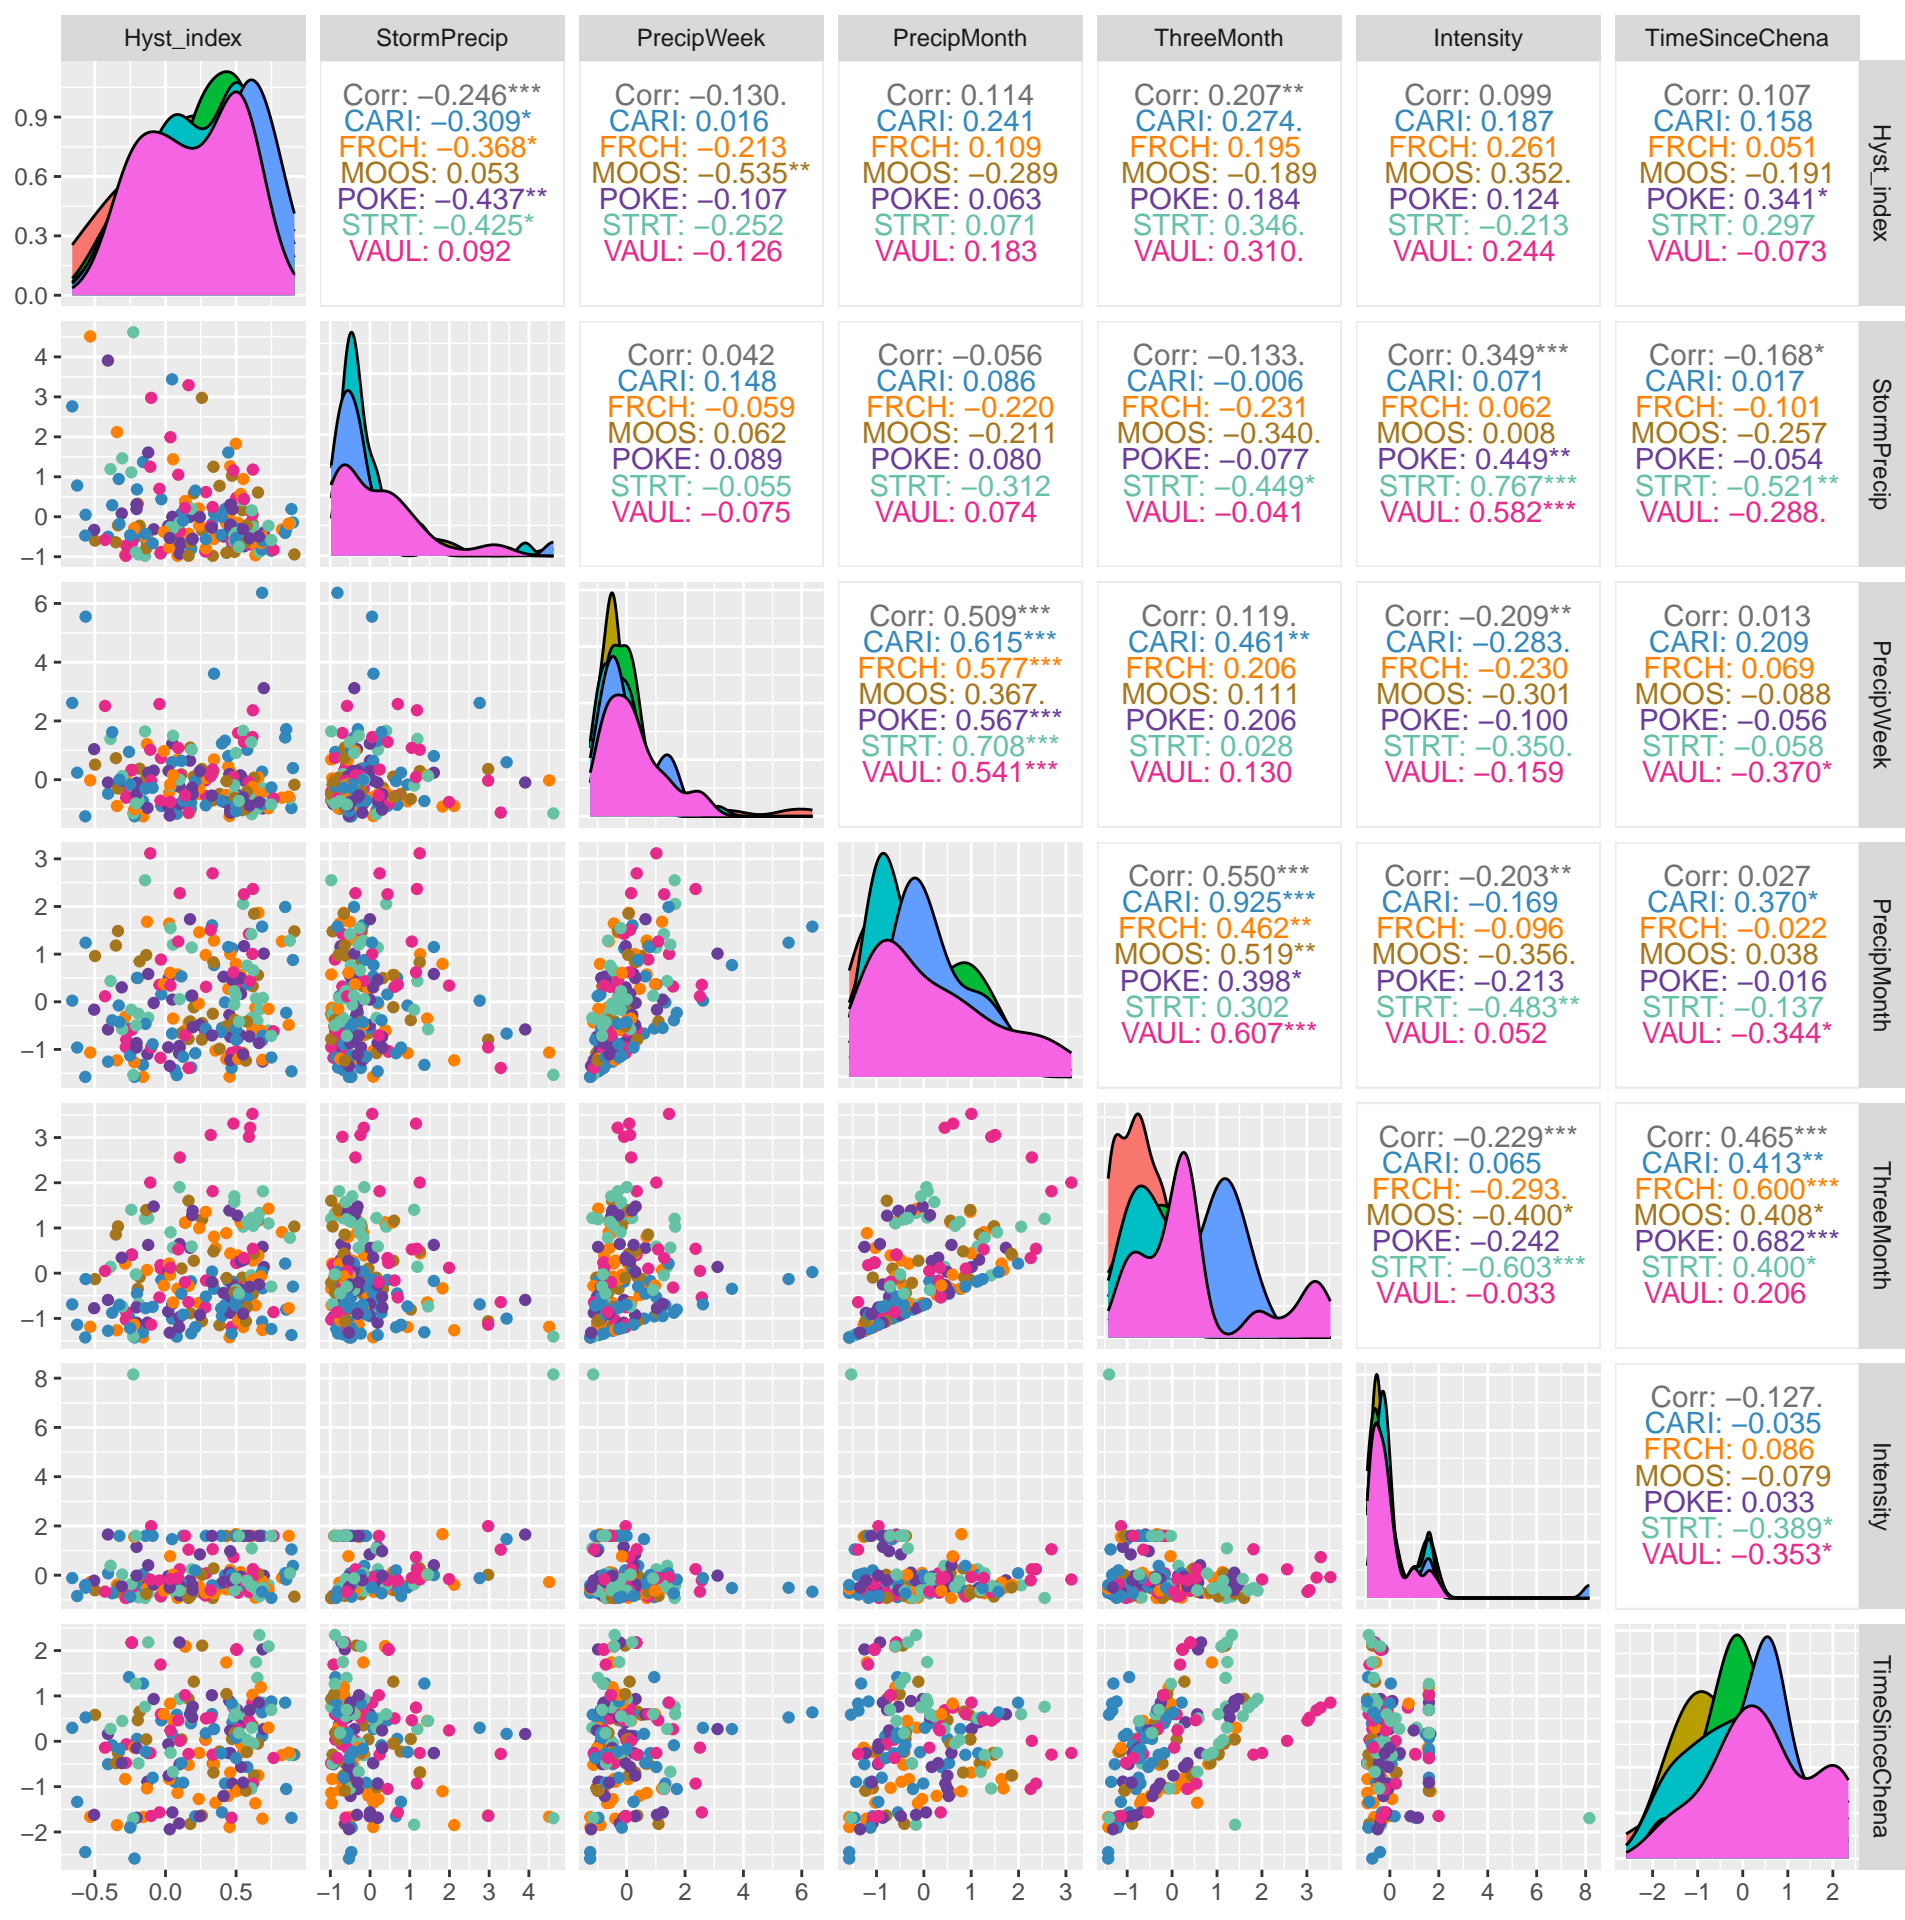 Hyst_index StormPrecip PrecipWeek PrecipMonth ThreeMonth Intensity TimeSinceChena
Corr: −0.246*** Corr: −0.130. Corr: 0.114 Corr: 0.207** Corr: 0.099 Corr: 0.107
0.9 CARI: −0.309* CARI: 0.016 CARI: 0.241 CARI: 0.274. CARI: 0.187 CARI: 0.158
FRCH: −0.368* FRCH: −0.213 FRCH: 0.109 FRCH: 0.195 FRCH: 0.261 FRCH: 0.051
0.6 MOOS: 0.053 MOOS: −0.535** MOOS: −0.289 MOOS: −0.189 MOOS: 0.352. MOOS: −0.191 Hyst_index
POKE: −0.437** POKE: −0.107 POKE: 0.063 POKE: 0.184 POKE: 0.124 POKE: 0.341*
0.3 STRT: −0.425* STRT: −0.252 STRT: 0.071 STRT: 0.346. STRT: −0.213 STRT: 0.297
VAUL: 0.092 VAUL: −0.126 VAUL: 0.183 VAUL: 0.310. VAUL: 0.244 VAUL: −0.073
0.0
4 Corr: 0.042 Corr: −0.056 Corr: −0.133. Corr: 0.349*** Corr: −0.168*
CARI: 0.148 CARI: 0.086 CARI: −0.006 CARI: 0.071 CARI: 0.017
3 FRCH: −0.059 FRCH: −0.220 FRCH: −0.231 FRCH: 0.062 FRCH: −0.101
2 MOOS: 0.062 MOOS: −0.211 MOOS: −0.340. MOOS: 0.008 MOOS: −0.257 StormPrecip
1 POKE: 0.089 POKE: 0.080 POKE: −0.077 POKE: 0.449** POKE: −0.054
STRT: −0.055 STRT: −0.312 STRT: −0.449* STRT: 0.767*** STRT: −0.521**
0 VAUL: −0.075 VAUL: 0.074 VAUL: −0.041 VAUL: 0.582*** VAUL: −0.288.
−1
6 Corr: 0.509*** Corr: 0.119. Corr: −0.209** Corr: 0.013
CARI: 0.615*** CARI: 0.461** CARI: −0.283. CARI: 0.209
4 FRCH: 0.577*** FRCH: 0.206 FRCH: −0.230 FRCH: 0.069
MOOS: 0.367. MOOS: 0.111 MOOS: −0.301 MOOS: −0.088 PrecipWeek
2 POKE: 0.567*** POKE: 0.206 POKE: −0.100 POKE: −0.056
STRT: 0.708*** STRT: 0.028 STRT: −0.350. STRT: −0.058
0 VAUL: 0.541*** VAUL: 0.130 VAUL: −0.159 VAUL: −0.370*
3 Corr: 0.550*** Corr: −0.203** Corr: 0.027
2 CARI: 0.925*** CARI: −0.169 CARI: 0.370*
FRCH: 0.462** FRCH: −0.096 FRCH: −0.022
1 MOOS: 0.519** MOOS: −0.356. MOOS: 0.038 PrecipMonth
POKE: 0.398* POKE: −0.213 POKE: −0.016
0 STRT: 0.302 STRT: −0.483** STRT: −0.137
−1 VAUL: 0.607*** VAUL: 0.052 VAUL: −0.344*
3 Corr: −0.229*** Corr: 0.465***
CARI: 0.065 CARI: 0.413**
2 FRCH: −0.293. FRCH: 0.600***
1 MOOS: −0.400* MOOS: 0.408* ThreeMonth
POKE: −0.242 POKE: 0.682***
0 STRT: −0.603*** STRT: 0.400*
−1 VAUL: −0.033 VAUL: 0.206
8 Corr: −0.127.
CARI: −0.035
6 FRCH: 0.086
4 MOOS: −0.079 Intensity
POKE: 0.033
2 STRT: −0.389*
0 VAUL: −0.353*
2
1
0 TimeSinceChena
−1
−2
−0.5 0.0 0.5 −1 0 1 2 3 4 0 2 4 6 −1 0 1 2 3 −1 0 1 2 3 0 2 4 6 8 −2 −1 0 1 2